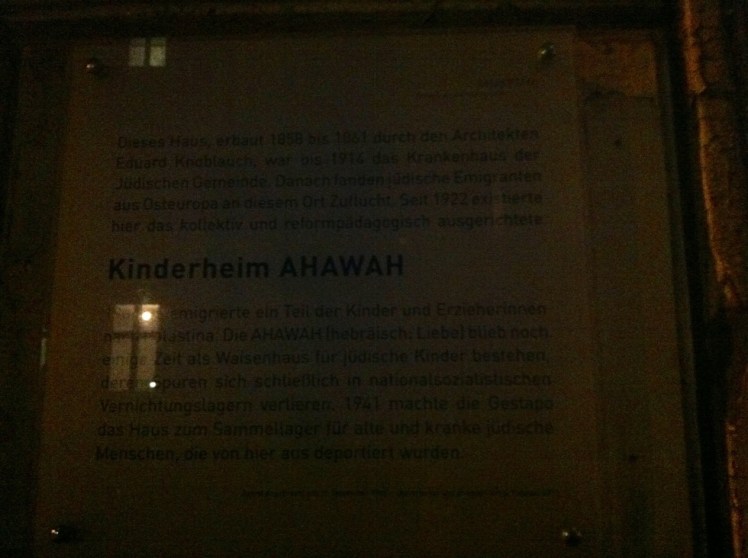 Dieses Haus, erbaut 1858 bis 1861 durch den Architekten
Eduard Knoblauch, war bis 1914 das Krankenhaus der
Jüdischen Gemeinde. Danach fanden jüdische Emigranten
aus Osteuropa an diesem Ort Zuflucht. Seit 1922 existierte
hier das kollektiv und reformpädagogisch ausgerichtete
Kinderheim AHAWAH
emigrierte ein Teil der Kinder und Erzieherinnen
Die AHAWAH (hebräisch: Liebe) blieb noch
einige Zeit als Waisenhaus für jüdische Kinder bestehen,
deren Spuren sich schließlich in nationalsozialistischen
Vernichtungslagern verlieren. 1941 machte die Gestapo
das Haus zum Sammellager für alte und kranke jüdische
Menschen, die von hier aus deportiert wurden.